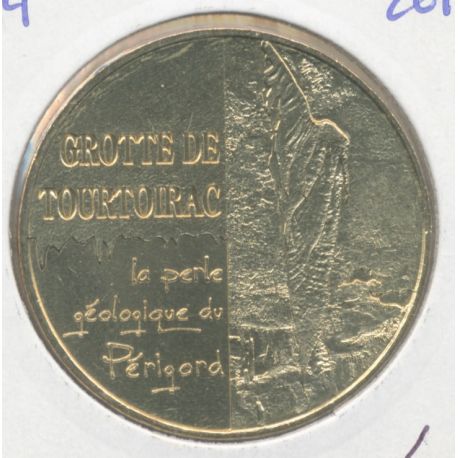 GROTTE DE
TOURTOIRAC
la perle
géologique du
Périgord